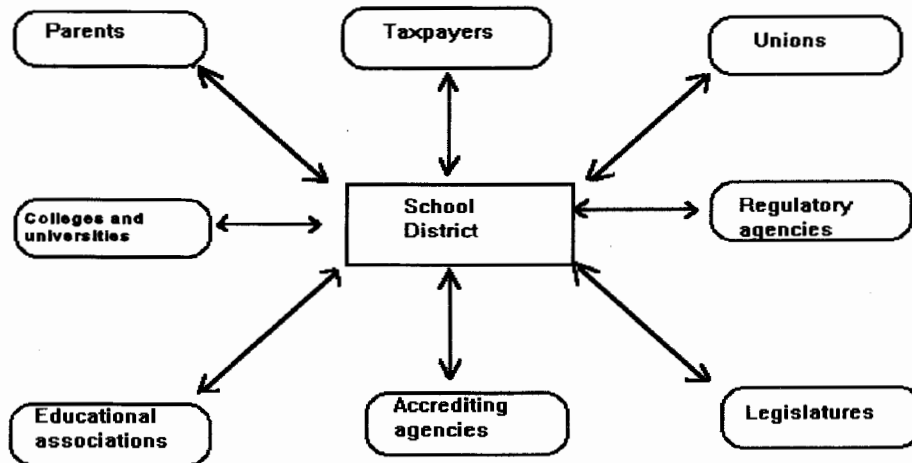 Parents
Taxpayers
Unions
Colleges and
universities
School
District
Regulatory
agencies
Educational
associations
Accrediting
agencies
Legislatures